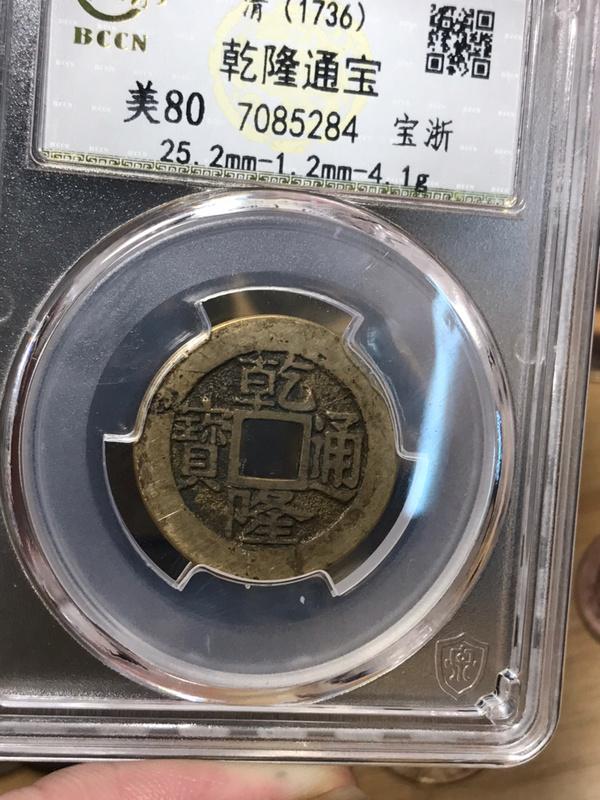 清 (1736)
BCCN
乾隆通宝
美80 7085284 宝浙
25.2mm-1.2mm-4.1g
乾
寶 通
隆